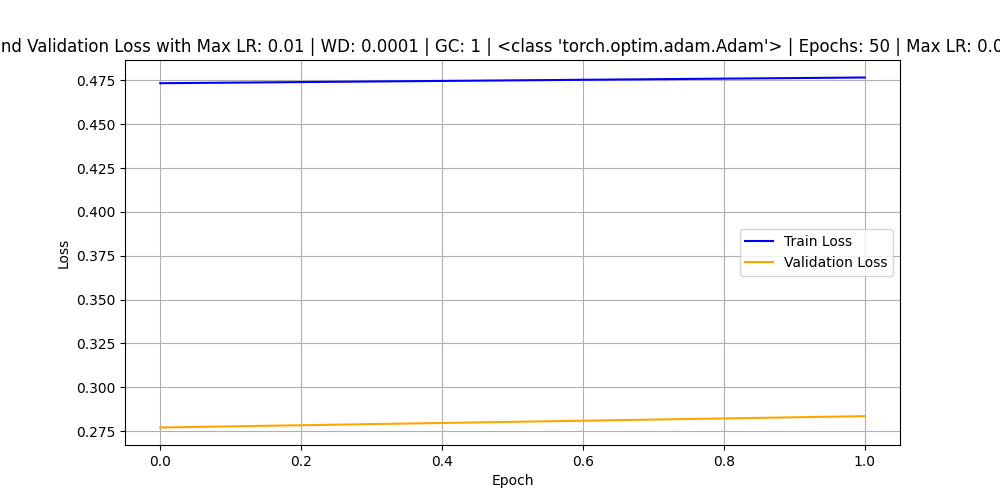 nd Validation Loss with Max LR: 0.01 | WD: 0.0001 | GC: 1 | <class 'torch.optim.adam.Adam'> | Epochs: 50 | Max LR: 0.0
0.475
0.450
0.425
0.400
0.375
0.350
0.325
0.300
0.275
Loss
Train Loss
Validation Loss
0.0 0.2 0.4 0.6 0.8 1.0
Epoch